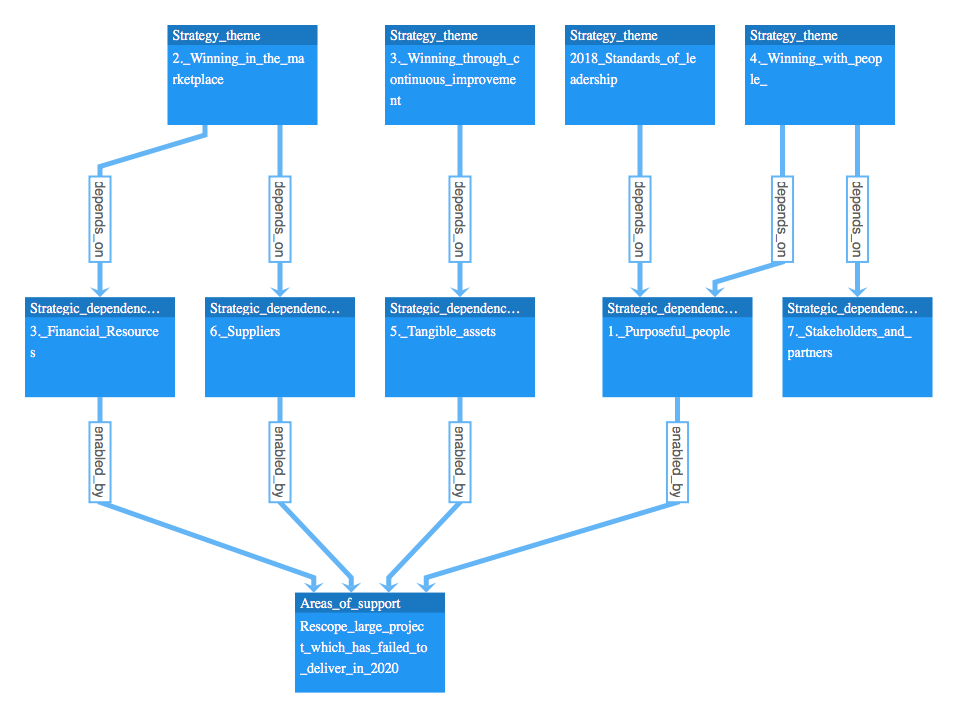 Strategy_theme
2._Winning_in_the_ma
rketplace
Strategy_theme
3._Winning_through_c
ontinuous_improveme
nt
Strategy_theme
2018_Standards_of_le
adership
Strategy_theme
4._Winning_with_peop
le_
depends_on
depends_on
depends_on
depends_on
depends_on
depends_on
Strategic_dependenc...
3._Financial_Resource
s
Strategic_dependenc...
6._Suppliers
Strategic_dependenc...
5._Tangible_assets
Strategic_dependenc...
1._Purposeful_people
Strategic_dependenc...
7._Stakeholders_and_
partners
enabled_by
enabled_by
enabled_by
enabled_by
Areas_of_support
Rescope_large_projec
t_which_has_failed_to
_deliver_in_2020